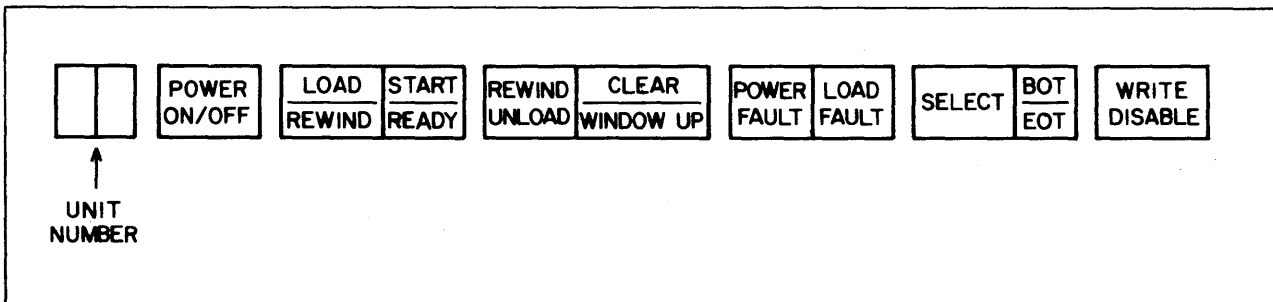 POWER
ON/OFF
LOAD
REWIND
START
READY
REWIND
UNLOAD
CLEAR
WINDOW UP
POWER
FAULT
LOAD
FAULT
SELECT
BOT
EOT
WRITE
DISABLE
UNIT
NUMBER